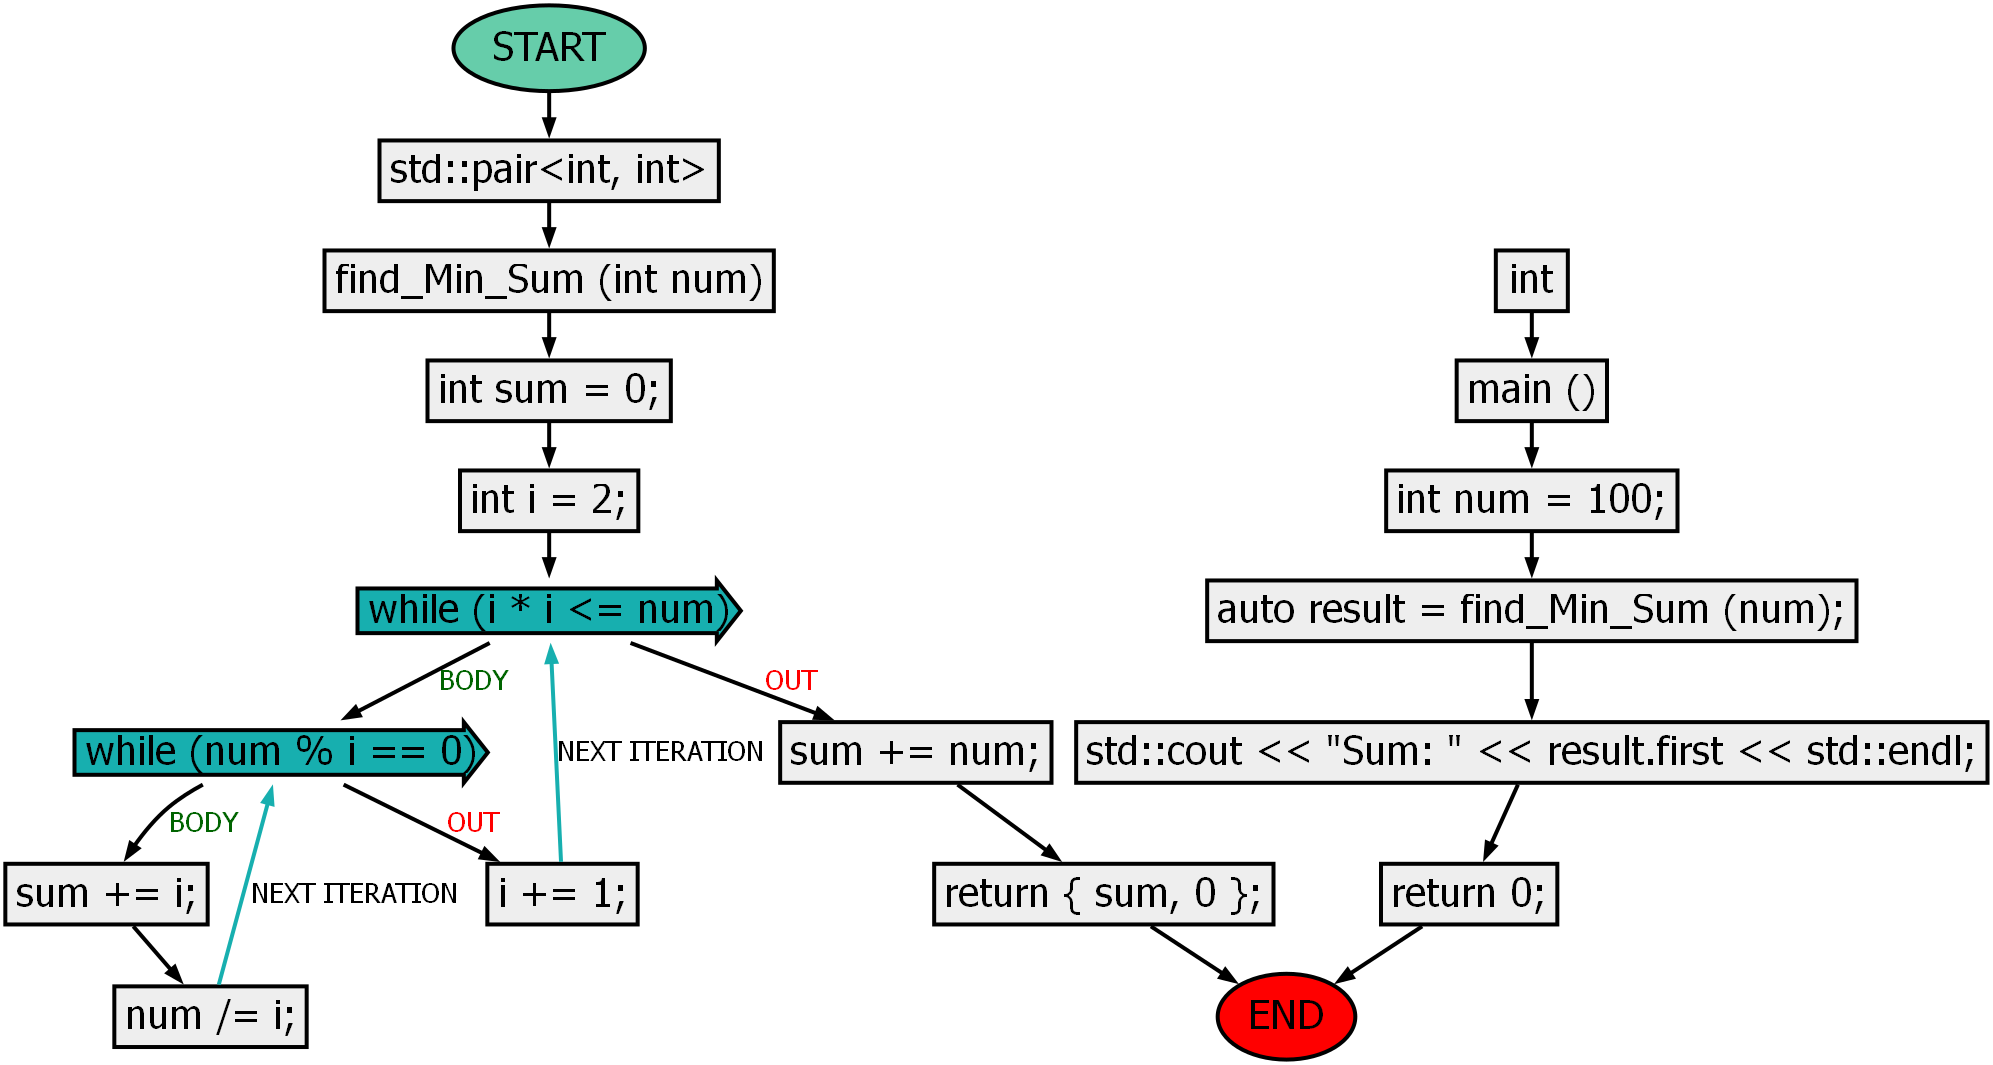 START
std::pair<int, int>
find_Min_Sum (int num)
int sum = 0;
int i = 2;
while (i * i <= num)
BODY
OUT
while (num % i == 0)
NEXT ITERATION
sum += num;
BODY
OUT
sum += i;
NEXT ITERATION
i += 1;
return { sum, 0 };
num /= i;
int
main ()
int num = 100;
auto result = find_Min_Sum (num);
std::cout << "Sum: " << result.first << std::endl;
return 0;
END